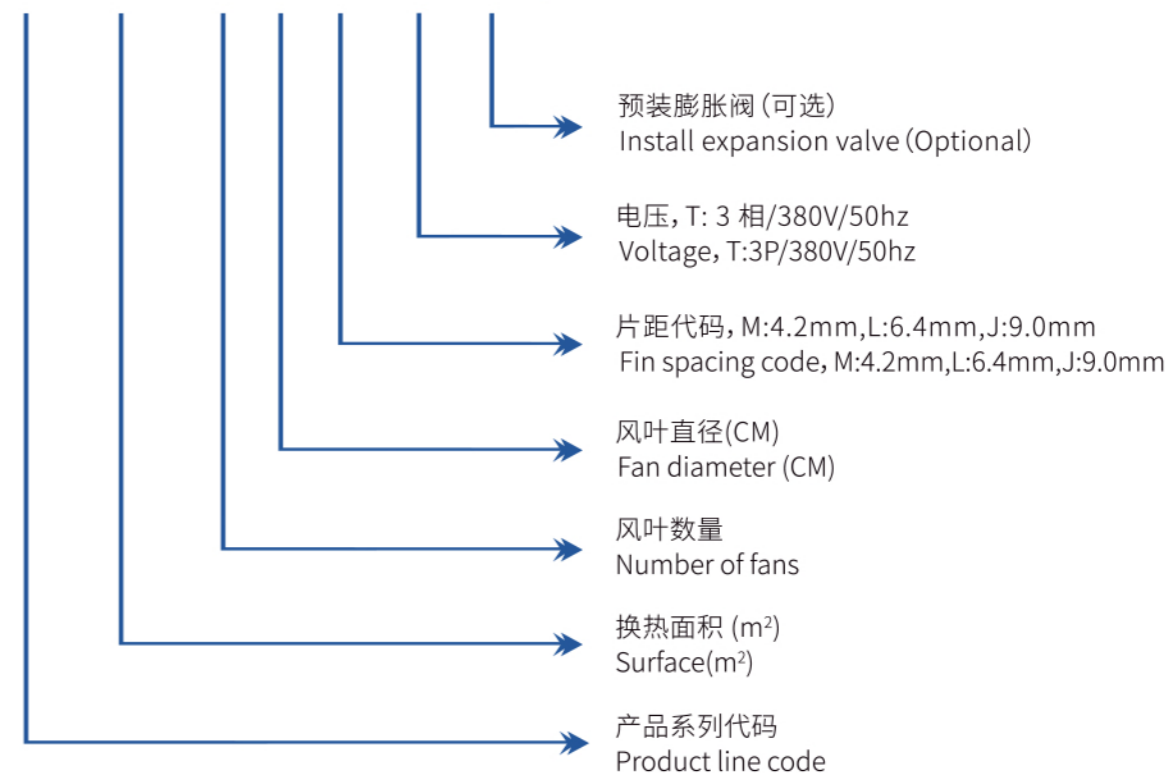 预装膨胀阀（可选）
Install expansion valve（Optional）
电压，T: 3 相/380V/50hz
Voltage，T:3P/380V/50hz
片距代码，M:4.2mm,L:6.4mm,J:9.0mm
Fin spacing code，M:4.2mm,L:6.4mm,J:9.0mm
风叶直径(CM)
Fan diameter (CM)
风叶数量
Number of fans
换热面积 (m²)
Surface(m²)
产品系列代码
Product line code